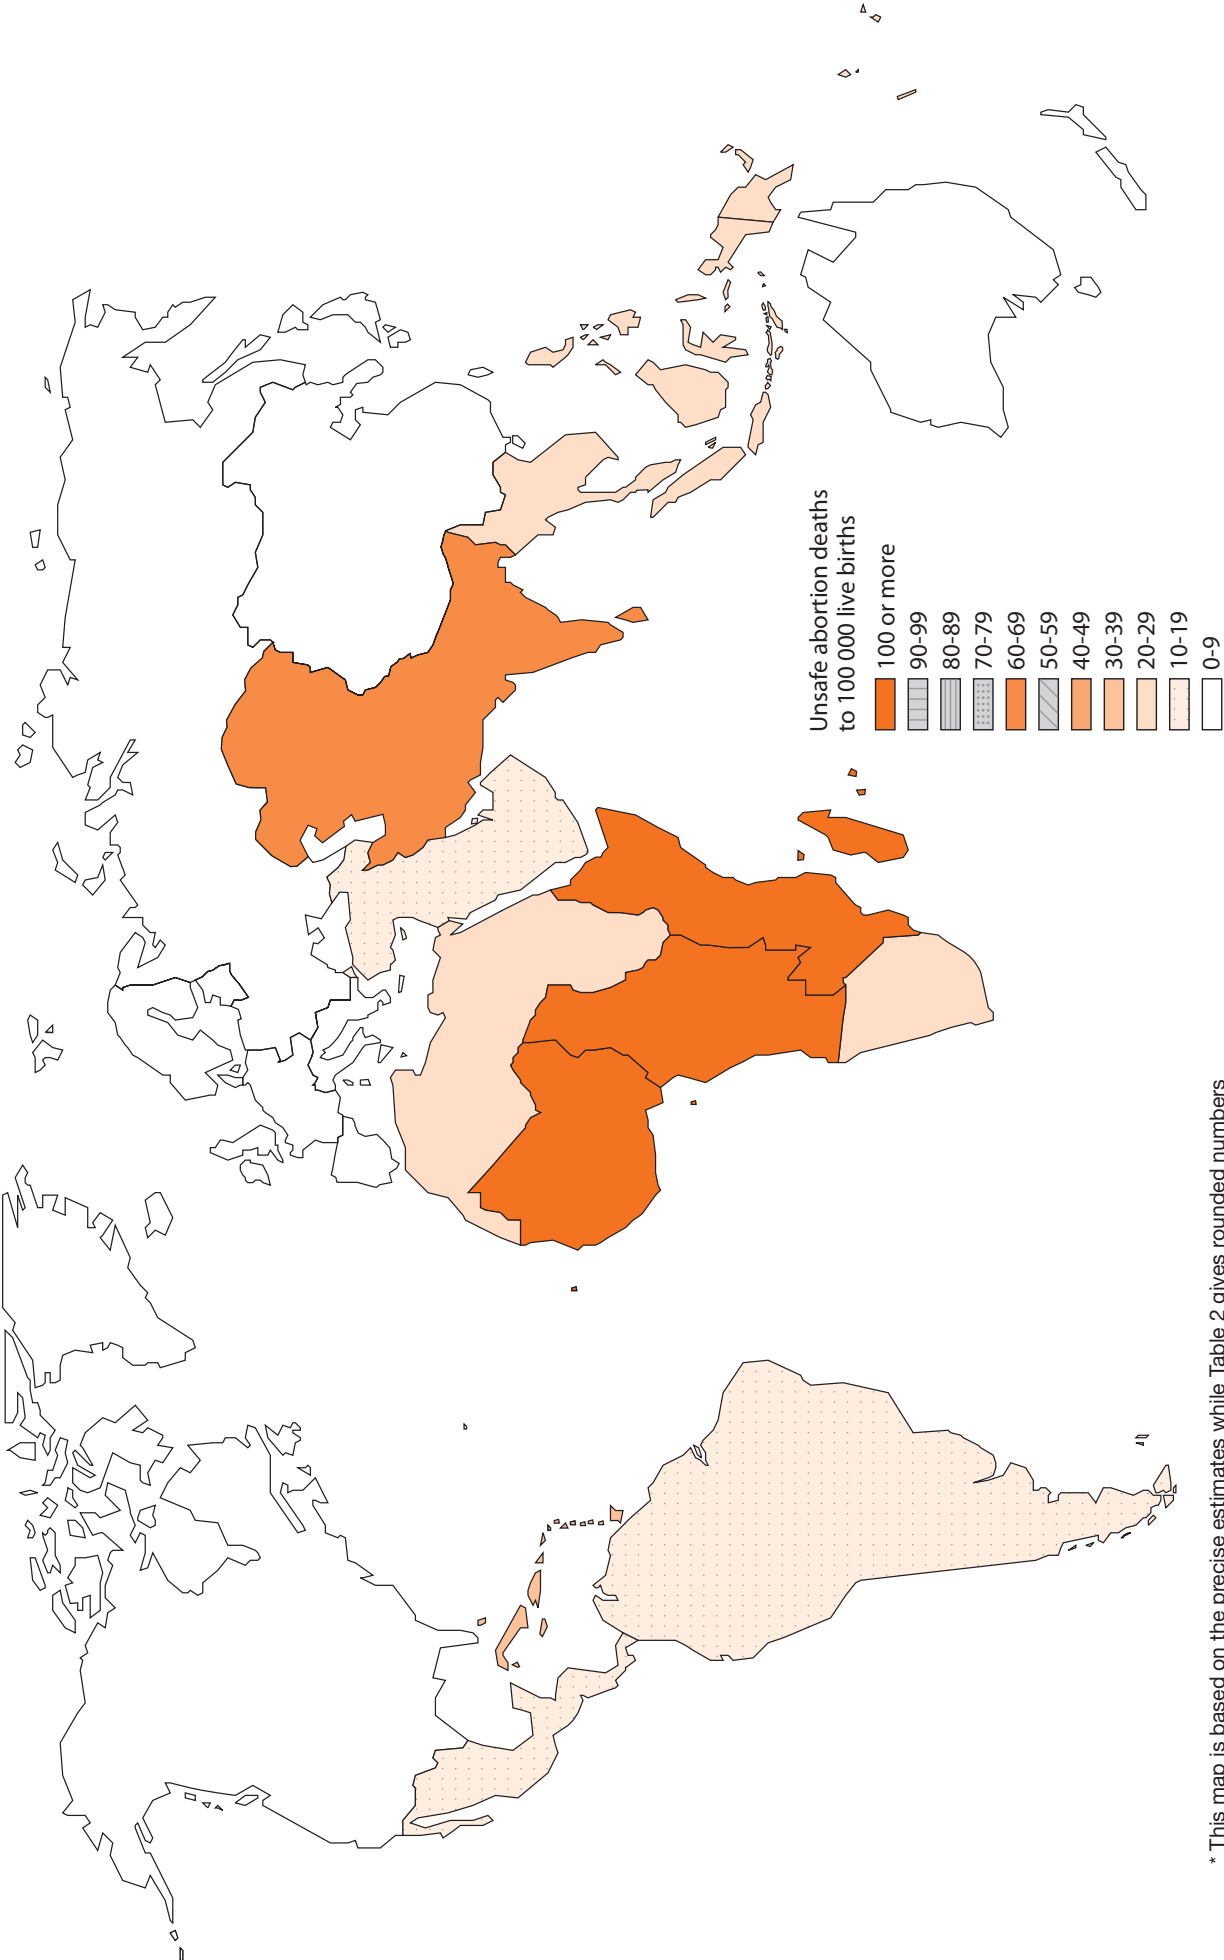 Unsafe abortion deaths
to 100 000 live births
100 or more
90-99
80-89
70-79
60-69
50-59
40-49
30-39
20-29
10-19
0-9
* This map is based on the precise estimates while Table 2 gives rounded numbers